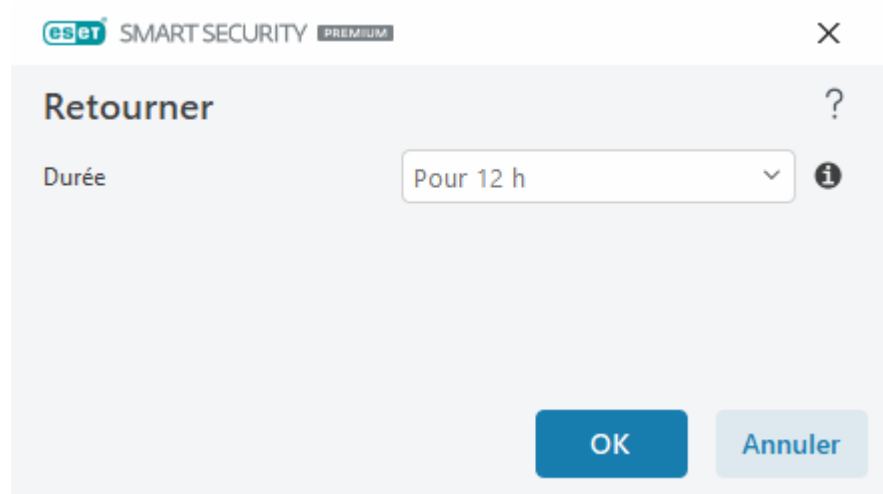 eset SMART SECURITY PREMIUM
Retourner
?
Durée
Pour 12 h
OK
Annuler